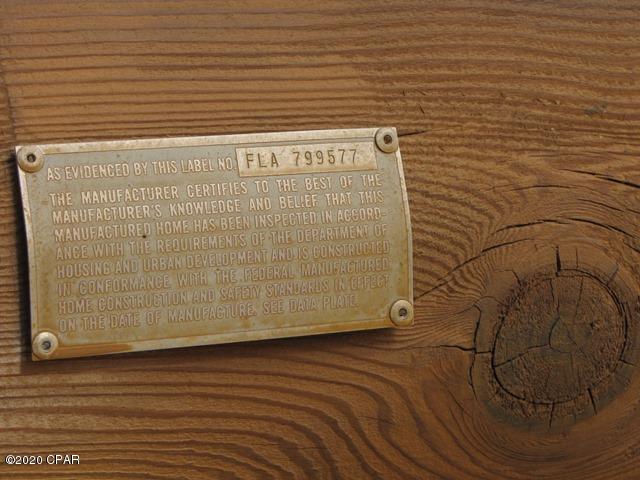 AS EVIDENCED BY THIS LABEL NO. FLA 799577
THE MANUFACTURER CERTIFIES TO THE BEST OF THE
MANUFACTURER'S KNOWLEDGE AND BELIEF THAT THIS
MANUFACTURED HOME HAS BEEN INSPECTED IN ACCORD-
ANCE WITH THE REQUIREMENTS OF THE DEPARTMENT OF
HOUSING AND URBAN DEVELOPMENT AND IS CONSTRUCTED
IN CONFORMANCE WITH THE FEDERAL MANUFACTURED
HOME CONSTRUCTION AND SAFETY STANDARDS IN EFFECT
ON THE DATE OF MANUFACTURE. SEE DATA PLATE.
©2020 CPAR